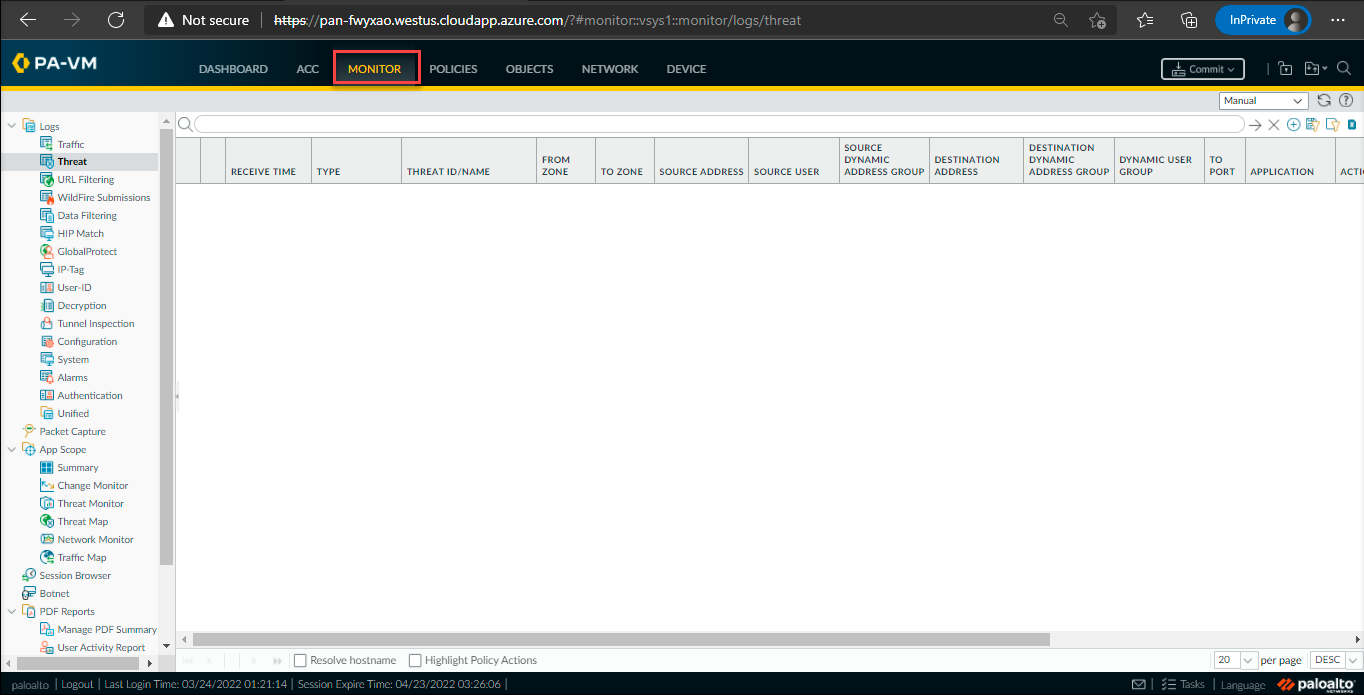 Not secure https://pan-fwyxao.westus.cloudapp.azure.com/?#monitor::vsys1::monitor/logs/threat InPrivate
PA-VM DASHBOARD ACC MONITOR POLICIES OBJECTS NETWORK DEVICE Commit
Manual
Logs
Traffic
Threat
URL Filtering
WildFire Submissions
Data Filtering
HIP Match
GlobalProtect
IP-Tag
User-ID
Decryption
Tunnel Inspection
Configuration
System
Alarms
Authentication
Unified
Packet Capture
App Scope
Summary
Change Monitor
Threat Monitor
Threat Map
Network Monitor
Traffic Map
Session Browser
Botnet
PDF Reports
Manage PDF Summary
User Activity Report
RECEIVE TIME
TYPE
THREAT ID/NAME
FROM
ZONE
TO ZONE
SOURCE ADDRESS
SOURCE USER
SOURCE
DYNAMIC
ADDRESS GROUP
DESTINATION
ADDRESS
DESTINATION
DYNAMIC
ADDRESS GROUP
DYNAMIC USER
GROUP
TO
PORT
APPLICATION
ACTI
Resolve hostname Highlight Policy Actions 20 per page DESC
paloalto | Logout | Last Login Time: 03/24/2022 01:21:14 | Session Expire Time: 04/23/2022 03:26:06 | Tasks | Language paloalto NETWORKS